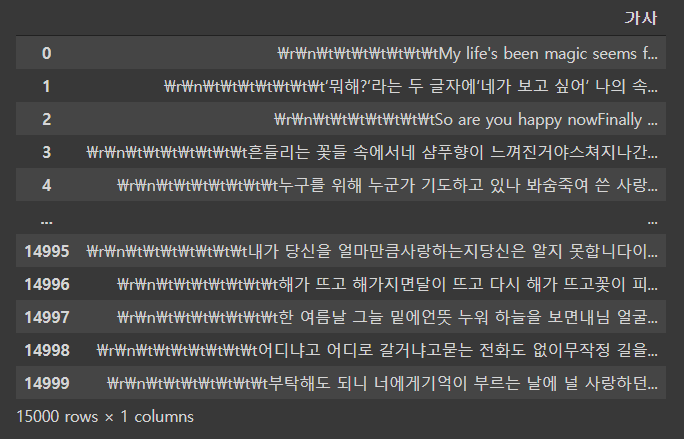 가사
0 ₩r₩n₩t₩t₩t₩t₩t₩t₩t₩tMy life's been magic seems f...
1 ₩r₩n₩t₩t₩t₩t₩t₩t₩t₩t‘뭐해?’라는 두 글자에‘네가 보고 싶어’ 나의 속...
2 ₩r₩n₩t₩t₩t₩t₩t₩t₩t₩tSo are you happy nowFinally ...
3 ₩r₩n₩t₩t₩t₩t₩t₩t₩t₩t흔들리는 꽃들 속에서네 샴푸향이 느껴진거야스쳐지나간...
4 ₩r₩n₩t₩t₩t₩t₩t₩t₩t₩t누구를 위해 누군가 기도하고 있나 봐숨죽여 쓴 사랑...
... ...
14995 ₩r₩n₩t₩t₩t₩t₩t₩t₩t₩t내가 당신을 얼마만큼사랑하는지당신은 알지 못합니다이...
14996 ₩r₩n₩t₩t₩t₩t₩t₩t₩t₩t해가 뜨고 해가지면달이 뜨고 다시 해가 뜨고꽃이 피...
14997 ₩r₩n₩t₩t₩t₩t₩t₩t₩t₩t한 여름날 그늘 밑에언뜻 누워 하늘을 보면내님 얼굴...
14998 ₩r₩n₩t₩t₩t₩t₩t₩t₩t₩t어디냐고 어디로 갈거냐고묻는 전화도 없이무작정 길을...
14999 ₩r₩n₩t₩t₩t₩t₩t₩t₩t₩t부탁해도 되니 너에게기억이 부르는 날에 널 사랑하던...
15000 rows × 1 columns